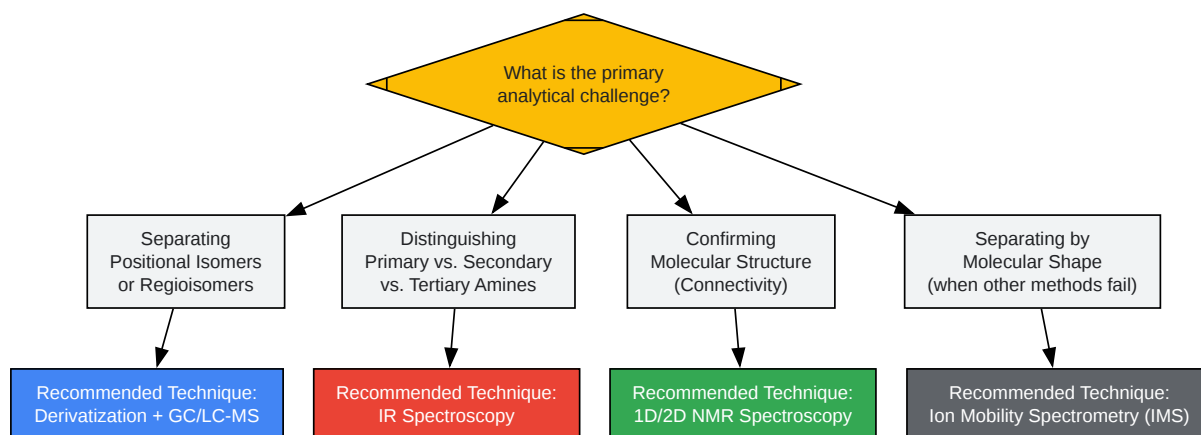 What is the primary
analytical challenge?
Separating
Positional Isomers
or Regioisomers
Distinguishing
Primary vs. Secondary
vs. Tertiary Amines
Confirming
Molecular Structure
(Connectivity)
Separating by
Molecular Shape
(when other methods fail)
Recommended Technique:
Derivatization + GC/LC-MS
Recommended Technique:
IR Spectroscopy
Recommended Technique:
1D/2D NMR Spectroscopy
Recommended Technique:
Ion Mobility Spectrometry (IMS)